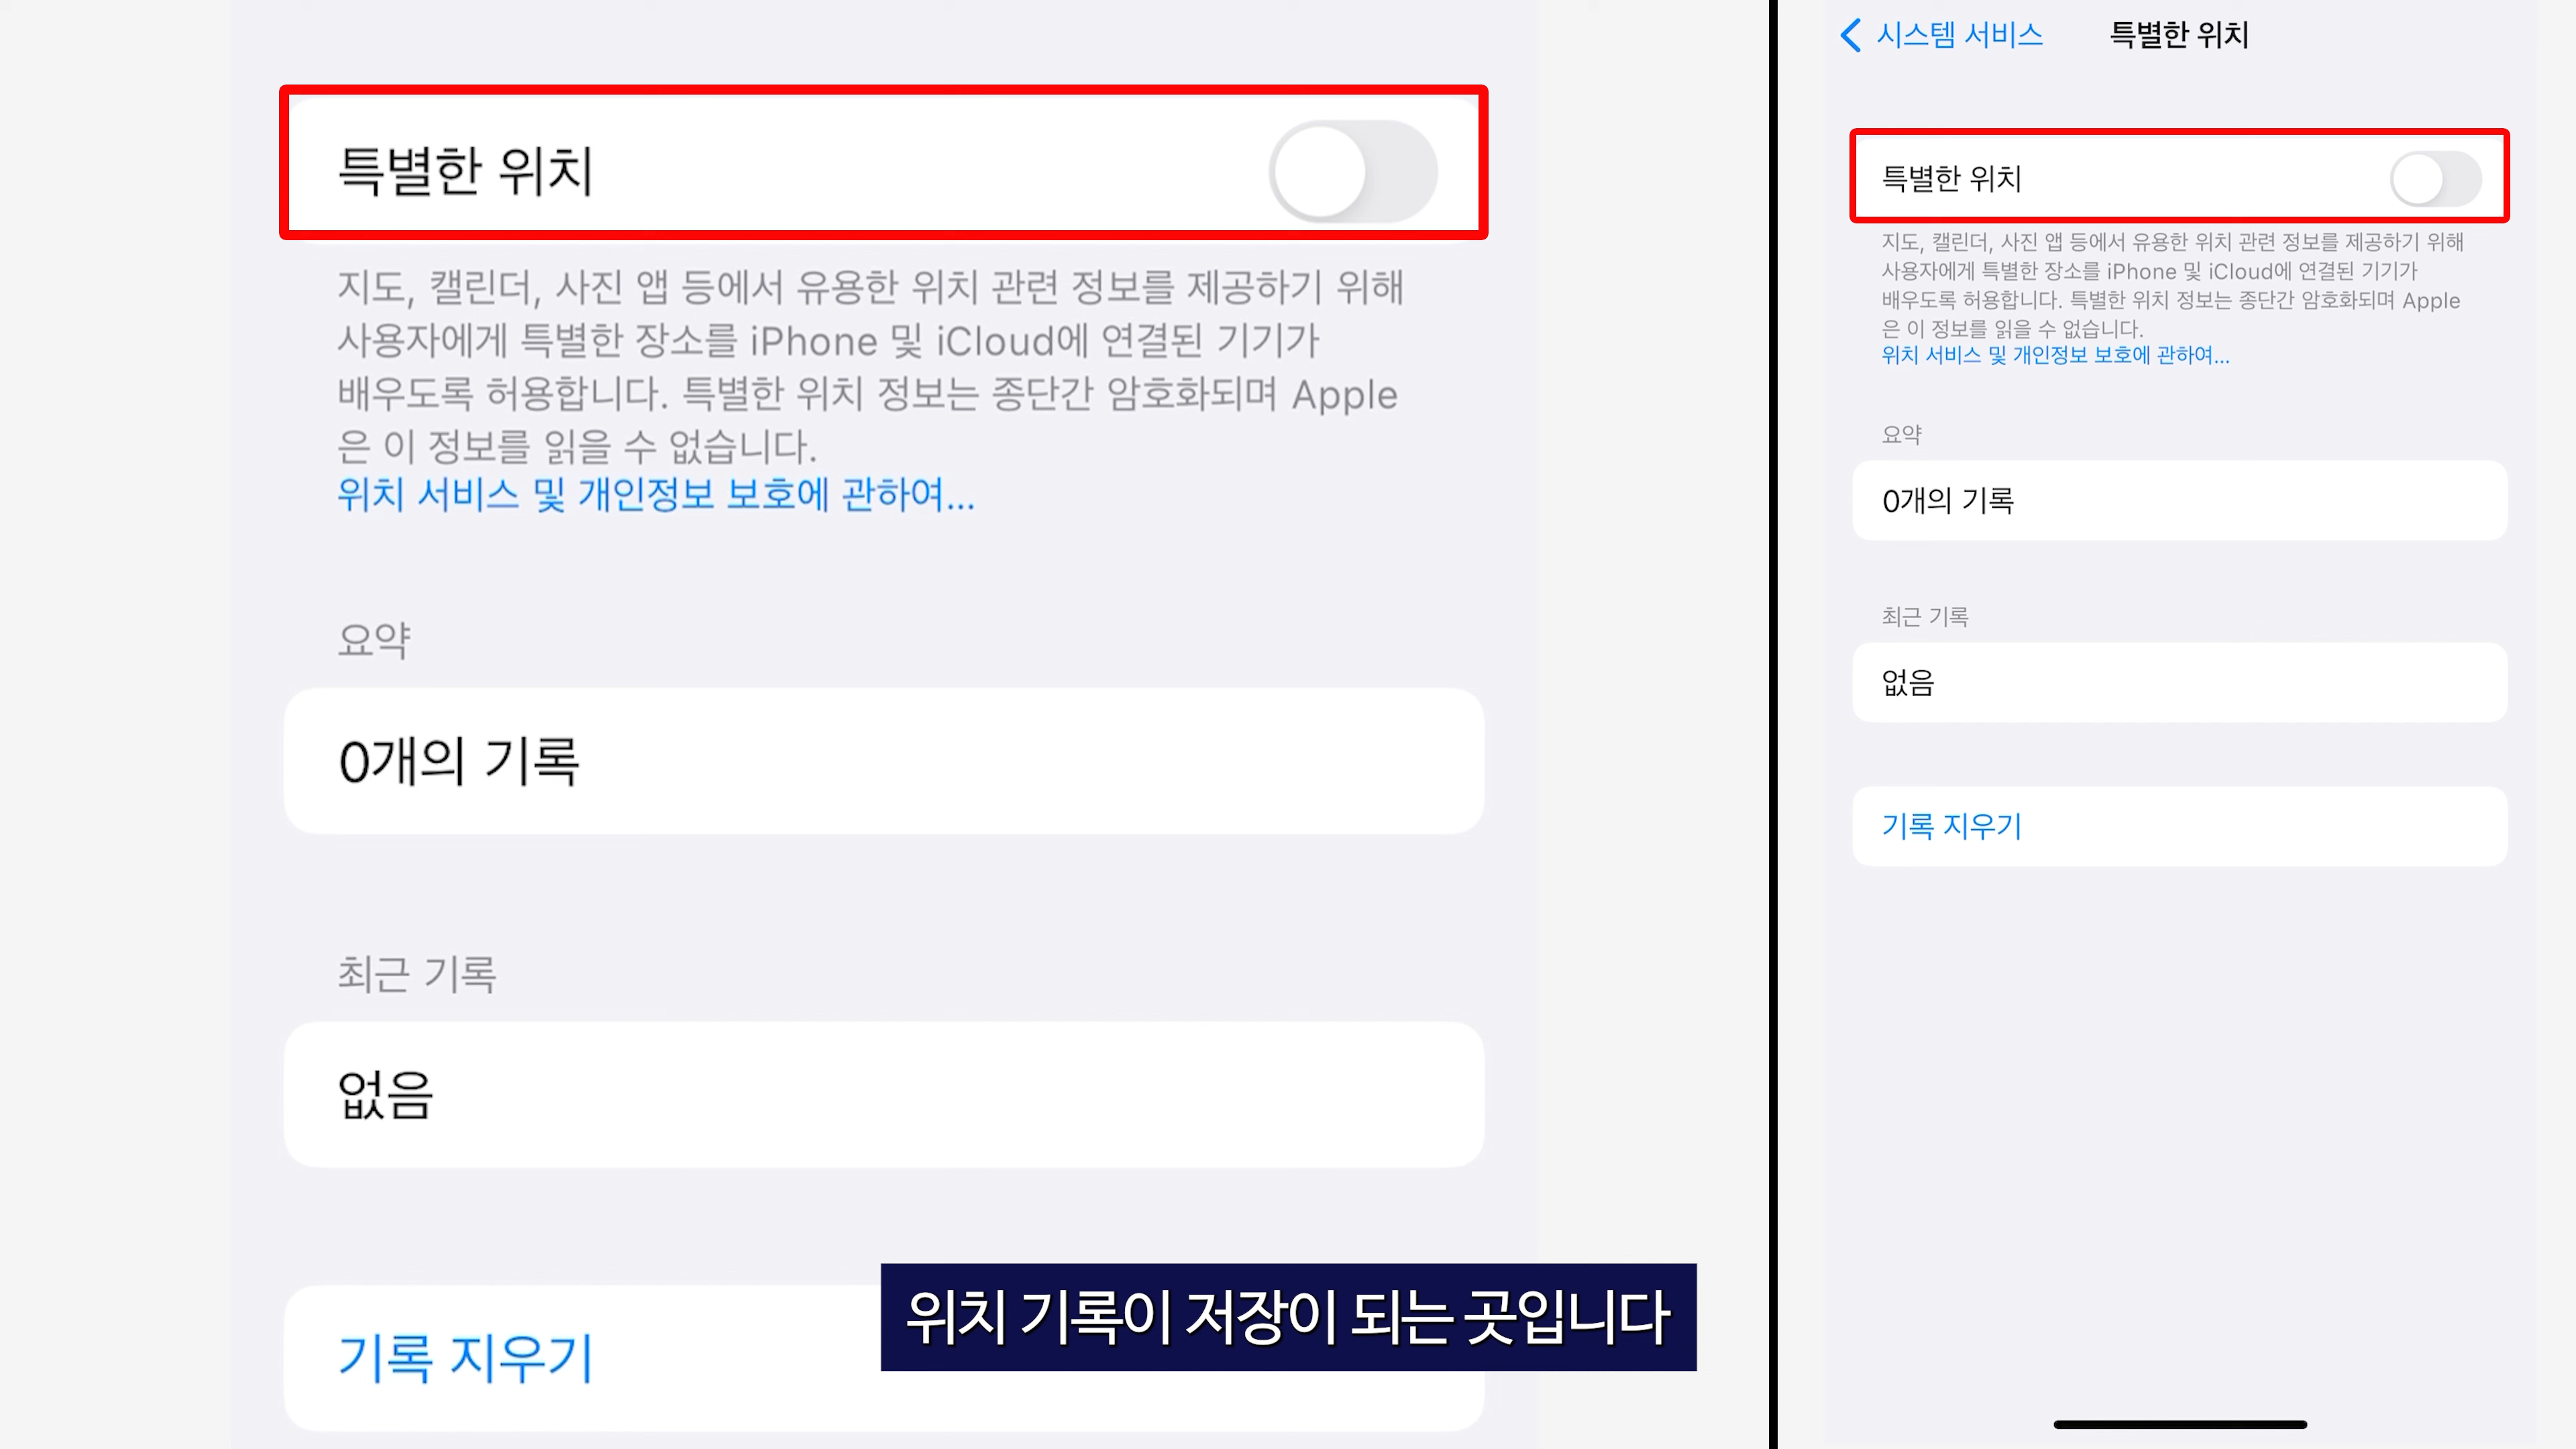 특별한 위치
지도, 캘린더, 사진 앱 등에서 유용한 위치 관련 정보를 제공하기 위해
사용자에게 특별한 장소를 iPhone 및 iCloud에 연결된 기기가
배우도록 허용합니다. 특별한 위치 정보는 종단간 암호화되며 Apple
은 이 정보를 읽을 수 없습니다.
위치 서비스 및 개인정보 보호에 관하여...
요약
0개의 기록
최근 기록
없음
기록 지우기
위치 기록이 저장이 되는 곳입니다
시스템 서비스
특별한 위치
특별한 위치
지도, 캘린더, 사진 앱 등에서 유용한 위치 관련 정보를 제공하기 위해
사용자에게 특별한 장소를 iPhone 및 iCloud에 연결된 기기가
배우도록 허용합니다. 특별한 위치 정보는 종단간 암호화되며 Apple
은 이 정보를 읽을 수 없습니다.
위치 서비스 및 개인정보 보호에 관하여...
요약
0개의 기록
최근 기록
없음
기록 지우기